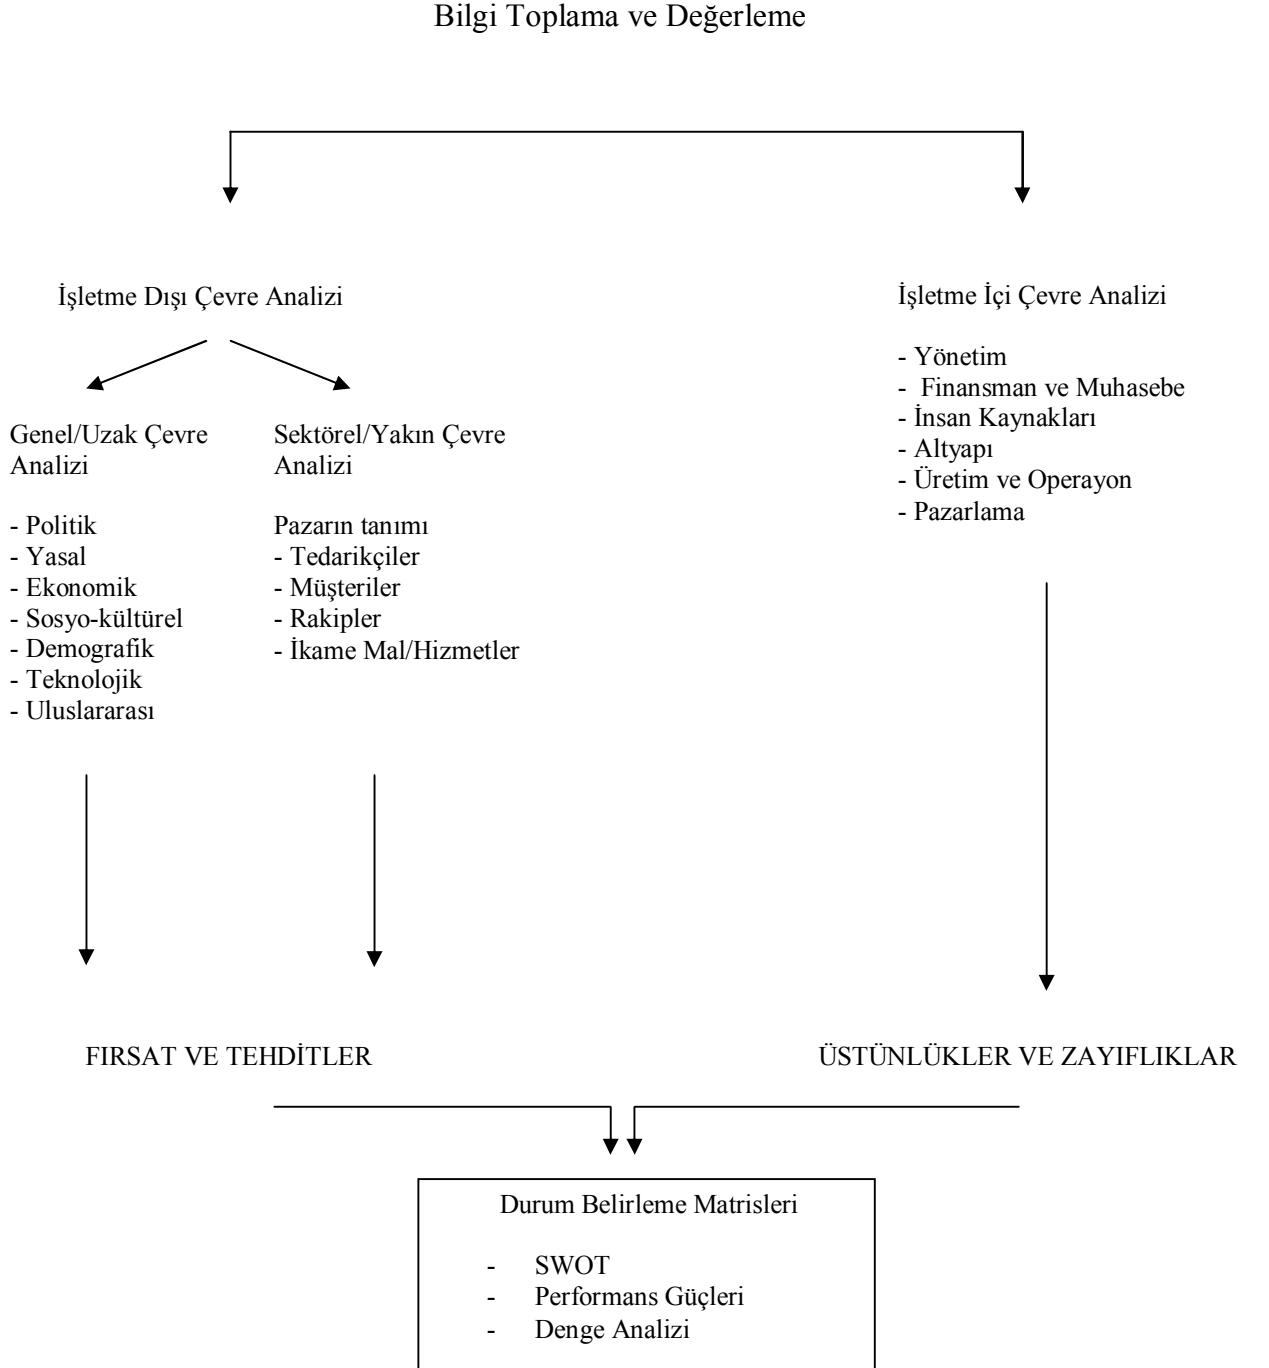 Bilgi Toplama ve Değerleme
İşletme Dışı Çevre Analizi
Genel/Uzak Çevre
Analizi
- Politik
- Yasal
- Ekonomik
- Sosyo-kültürel
- Demografik
- Teknolojik
- Uluslararası
Sektörel/Yakın Çevre
Analizi
Pazarın tanımı
- Tedarikçiler
- Müşteriler
- Rakipler
- İkame Mal/Hizmetler
İşletme İçi Çevre Analizi
- Yönetim
- Finansman ve Muhasebe
- İnsan Kaynakları
- Altyapı
- Üretim ve Operayon
- Pazarlama
FIRSAT VE TEHDİTLER
ÜSTÜNLÜKLER VE ZAYIFLIKLAR
Durum Belirleme Matrisleri
- SWOT
- Performans Güçleri
- Denge Analizi